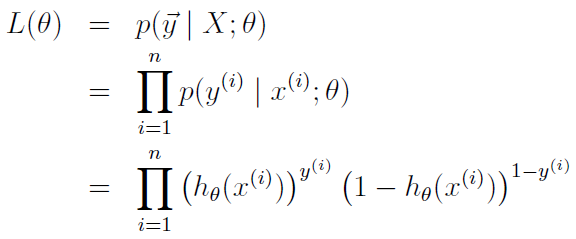 L(θ) = p(y⃗ | X; θ)
= ∏_{i=1}^{n} p(y^{(i)} | x^{(i)}; θ)
= ∏_{i=1}^{n} (h_θ(x^{(i)}))^{y^{(i)}} (1 − h_θ(x^{(i)}))^{1−y^{(i)}}